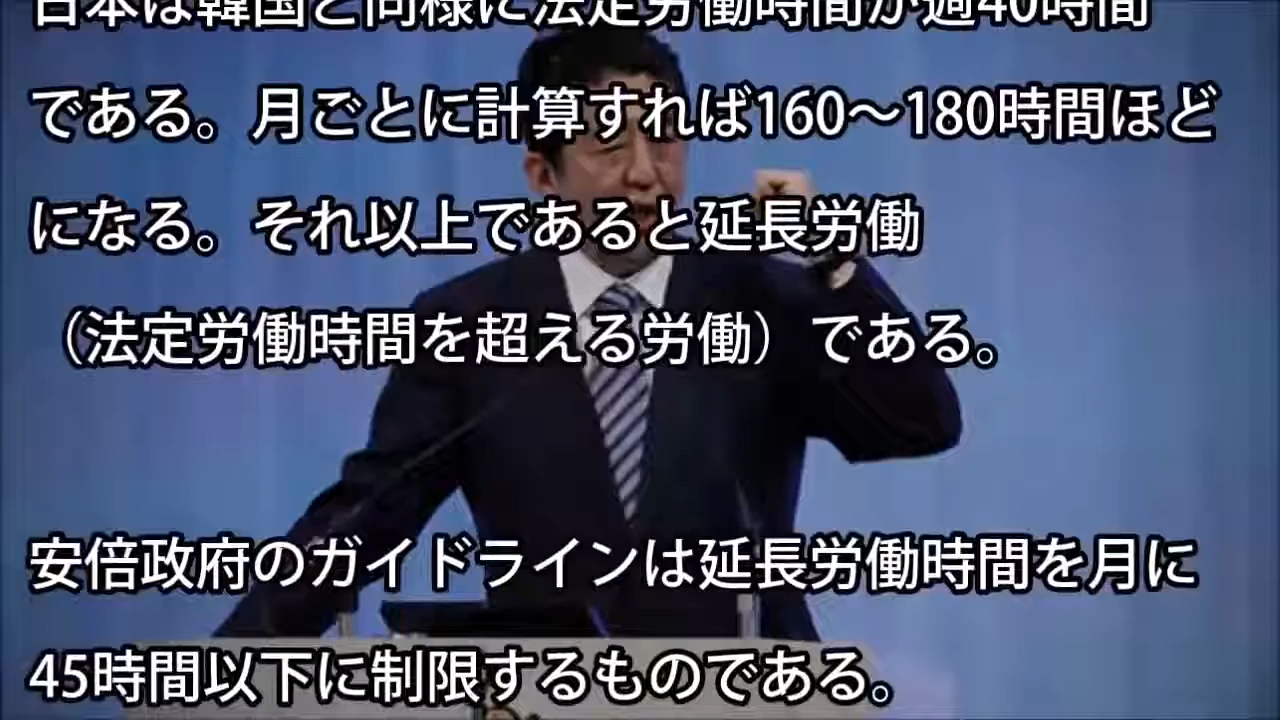 日本は韓国と同様に法定労働時間が週40時間
である。月ごとに計算すれば160～180時間ほど
になる。それ以上であると延長労働
（法定労働時間を超える労働）である。
安倍政府のガイドラインは延長労働時間を月に
45時間以下に制限するものである。